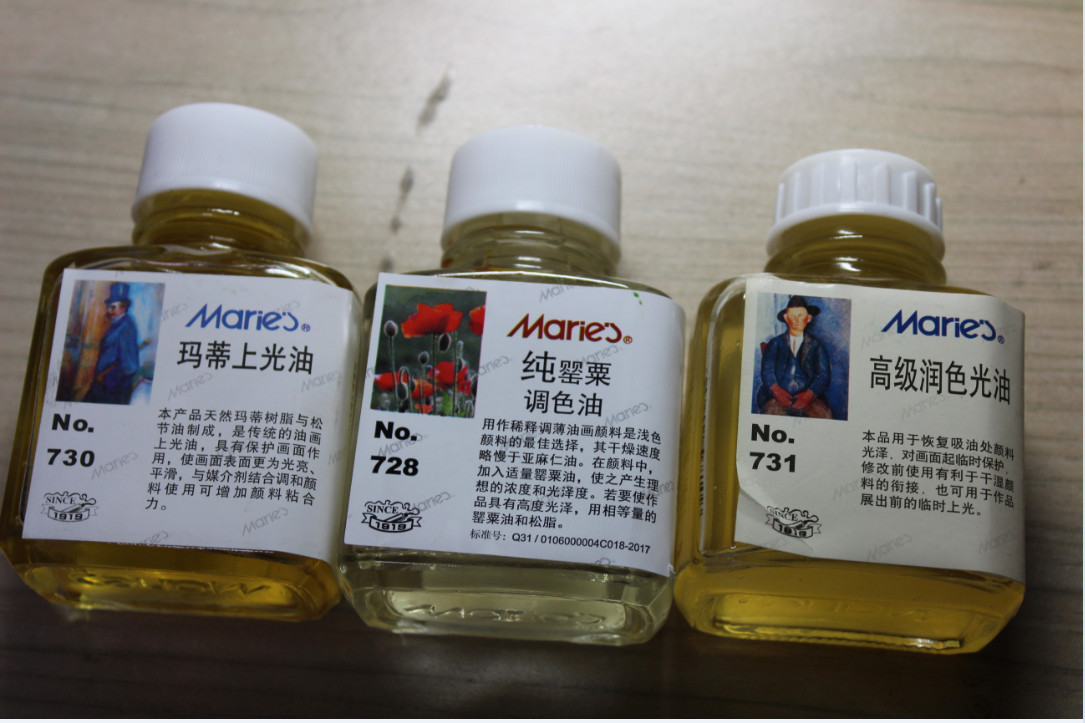 Marie's®
玛蒂上光油
No.
730
本产品天然玛蒂树脂与松
节油制成，是传统的油画
上光油，具有保护画面作
用，使画面表面更为光亮、
平滑，与媒介剂结合调和颜
料使用可增加颜料粘合
力。
SINCE
1919
Marie's®
纯罂粟
调色油
No.
728
用作稀释调薄油画颜料是浅色
颜料的最佳选择，其干燥速度
略慢于亚麻仁油。在颜料中，
加入适量罂粟油，使之产生理
想的浓度和光泽度。若要使作
品具有高度光泽，用相等量的
罂粟油和松脂。
标准号：Q31 / 0106000004C018-2017
SINCE
1919
Marie's®
高级润色光油
No.
731
本品用于恢复吸油处颜料
光泽，对画面起临时保护，
修改前使用有利于干湿颜
料的衔接，也可用于作品
展出前的临时上光。
SINCE
1919